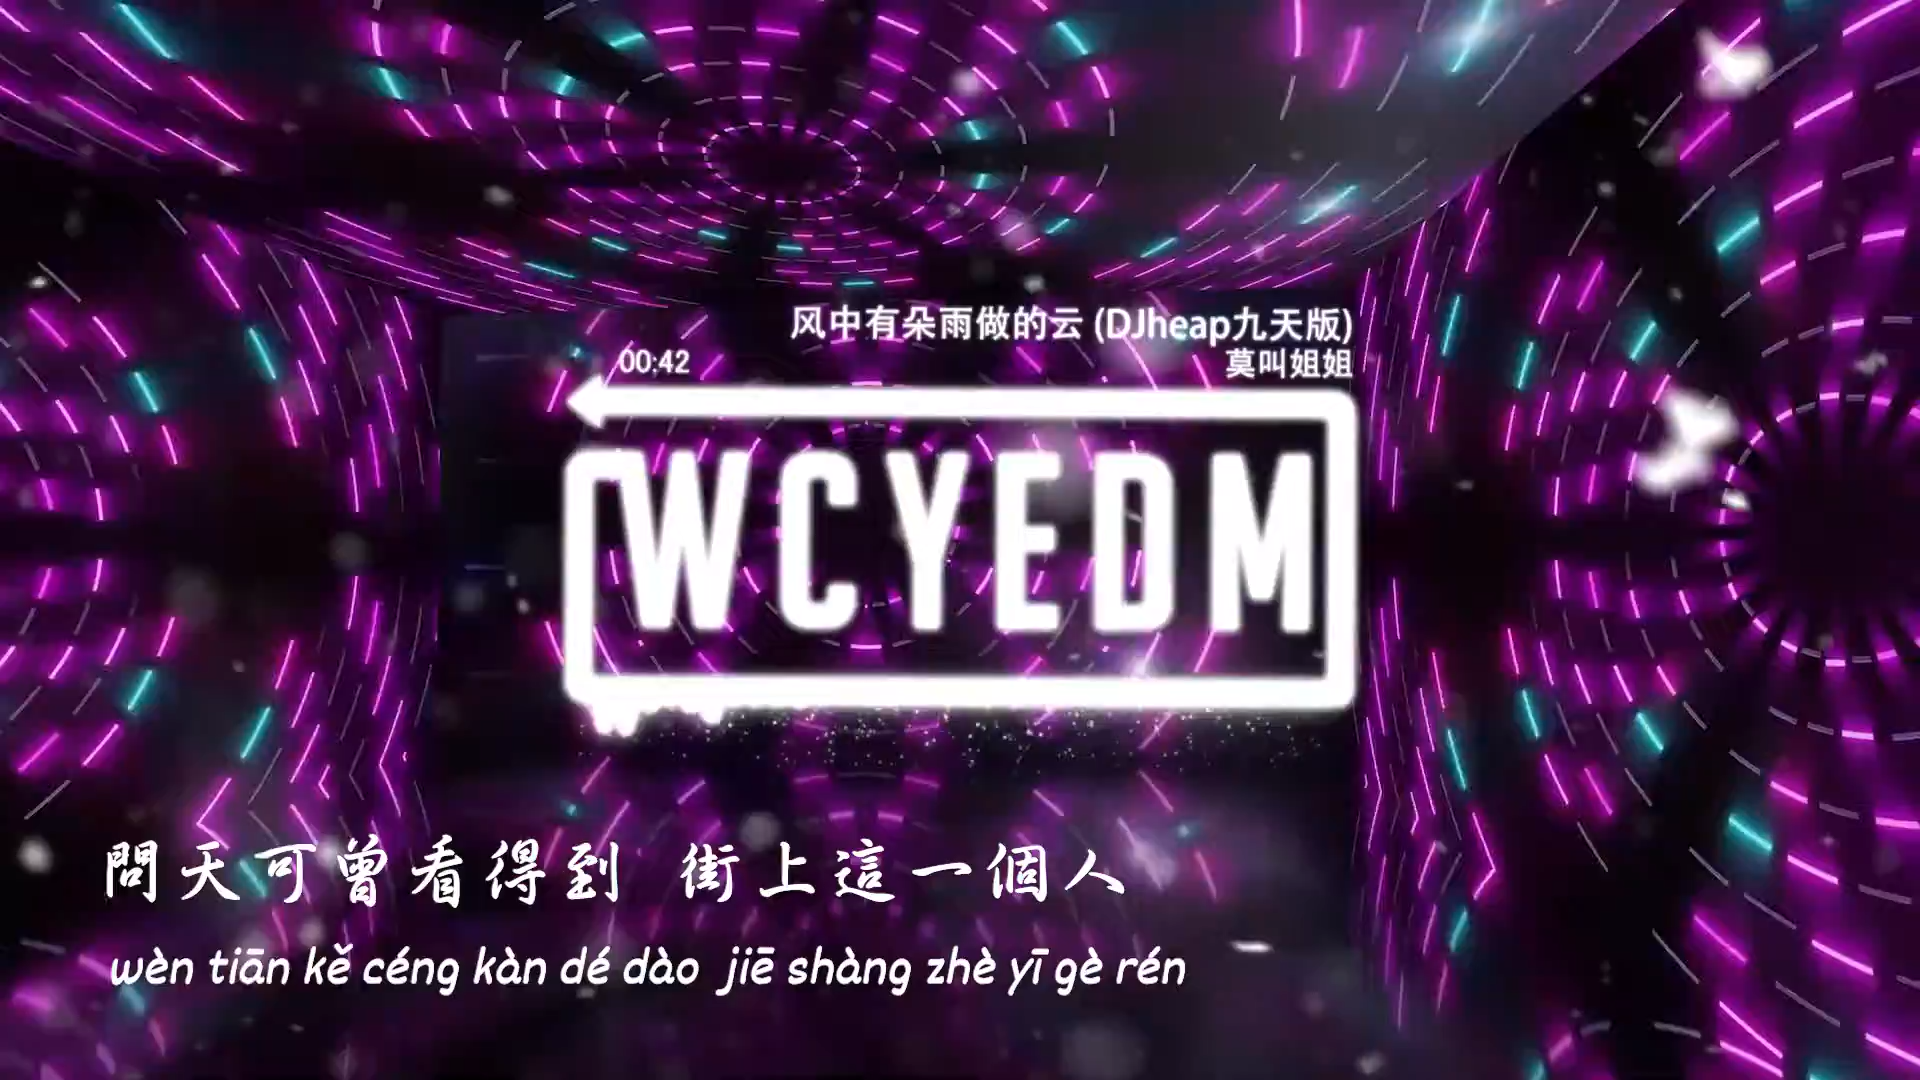 风中有朵雨做的云 (DJheap九天版)
00:42
莫叫姐姐
WCYEDM
問天可曾看得到 街上這一個人
wèn tiān kě céng kàn dé dào jiē shàng zhè yī gè rén